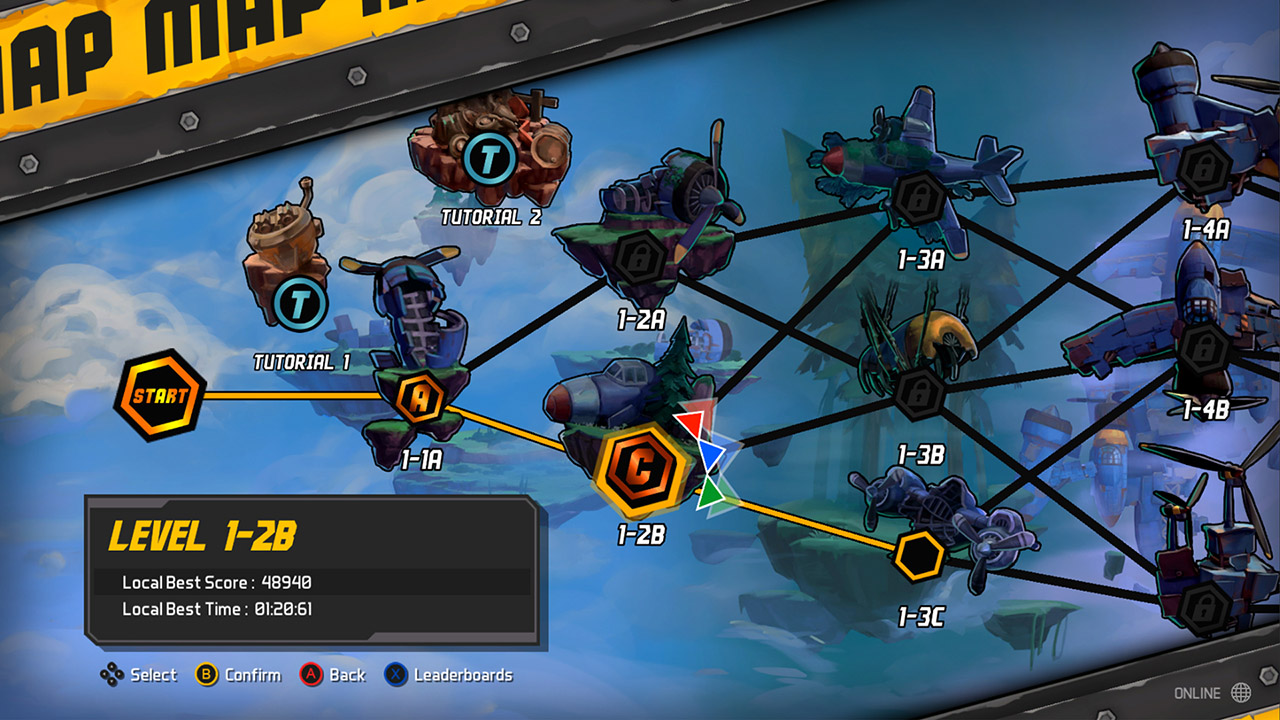 MAP MAP
T
TUTORIAL 2
T
TUTORIAL 1
1-2A
1-3A
1-4A
START
A
1-1A
C
1-2B
1-3B
1-4B
1-3C
LEVEL 1-2B
Local Best Score : 48940
Local Best Time : 01:20:61
Select
B Confirm
A Back
X Leaderboards
ONLINE